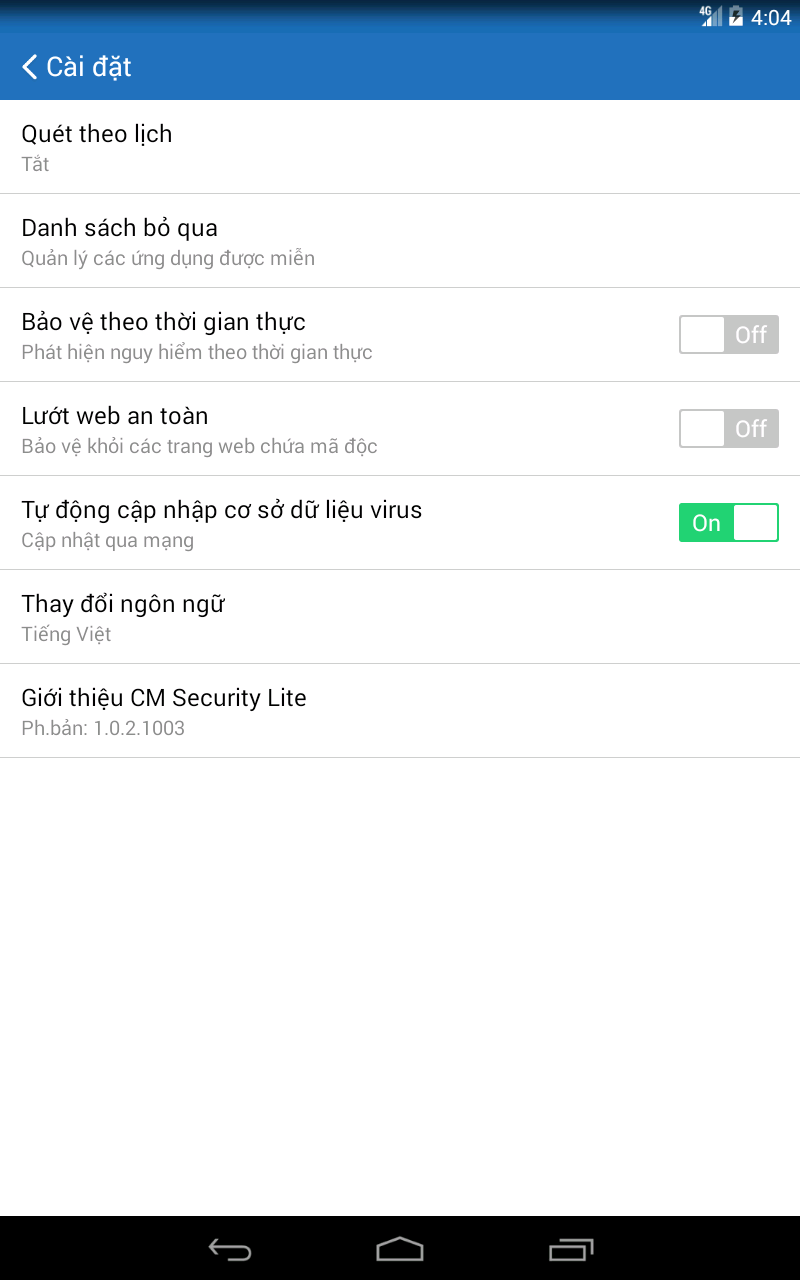 4G 4:04
Cài đặt
Quét theo lịch
Tắt
Danh sách bỏ qua
Quản lý các ứng dụng được miễn
Bảo vệ theo thời gian thực
Phát hiện nguy hiểm theo thời gian thực
Off
Lướt web an toàn
Bảo vệ khỏi các trang web chứa mã độc
Off
Tự động cập nhập cơ sở dữ liệu virus
Cập nhật qua mạng
On
Thay đổi ngôn ngữ
Tiếng Việt
Giới thiệu CM Security Lite
Ph.bản: 1.0.2.1003